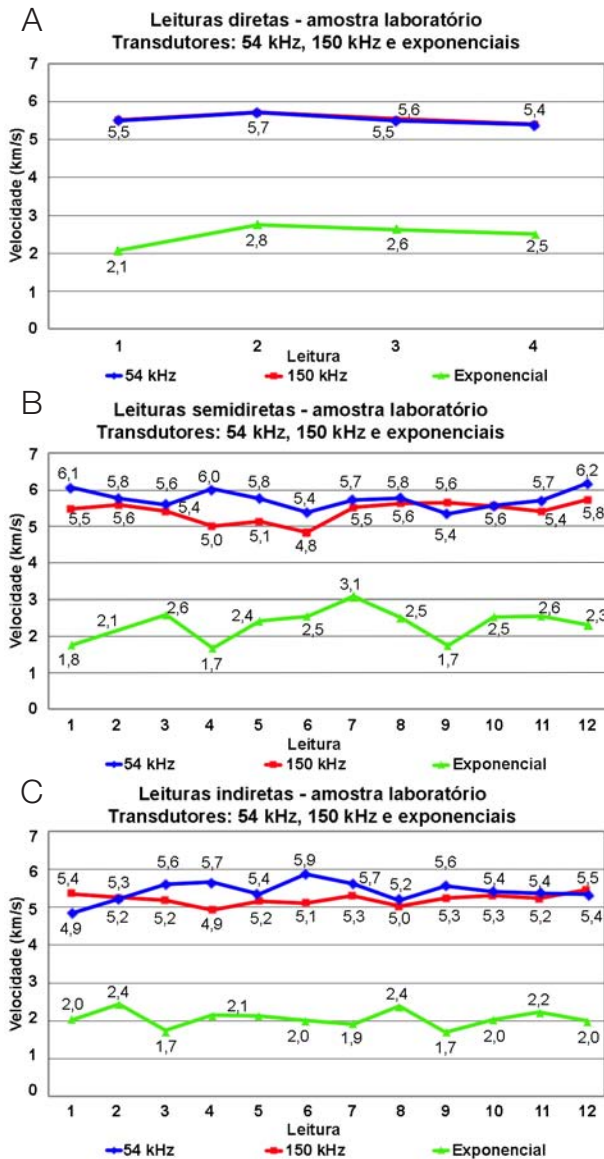 A
Leituras diretas - amostra laboratório
Transdutores: 54 kHz, 150 kHz e exponenciais
Velocidade (km/s)
7
6
5
4
3
2
1
0
5,5 5,7 5,6 5,4
5,5
2,1 2,8 2,6 2,5
1 2 3 4
Leitura
54 kHz 150 kHz Exponencial
B
Leituras semidiretas - amostra laboratório
Transdutores: 54 kHz, 150 kHz e exponenciais
Velocidade (km/s)
7
6
5
4
3
2
1
0
6,1 5,8 5,6 6,0 5,8 5,4 5,7 5,8 5,6 5,7 6,2
5,5 5,6 5,4 5,0 5,1 4,8 5,5 5,6 5,4 5,6 5,4 5,8
1,8 2,1 2,6 1,7 2,4 2,5 3,1 2,5 1,7 2,5 2,6 2,3
1 2 3 4 5 6 7 8 9 10 11 12
Leitura
54 kHz 150 kHz Exponencial
C
Leituras indiretas - amostra laboratório
Transdutores: 54 kHz, 150 kHz e exponenciais
Velocidade (km/s)
7
6
5
4
3
2
1
0
5,4 5,3 5,6 5,7 5,4 5,9 5,7 5,2 5,6 5,4 5,4 5,5
4,9 5,2 5,2 4,9 5,2 5,1 5,3 5,0 5,3 5,3 5,2 5,4
2,0 2,4 1,7 2,1 2,0 1,9 2,4 1,7 2,0 2,2 2,0
1 2 3 4 5 6 7 8 9 10 11 12
Leitura
54 kHz 150 kHz Exponencial